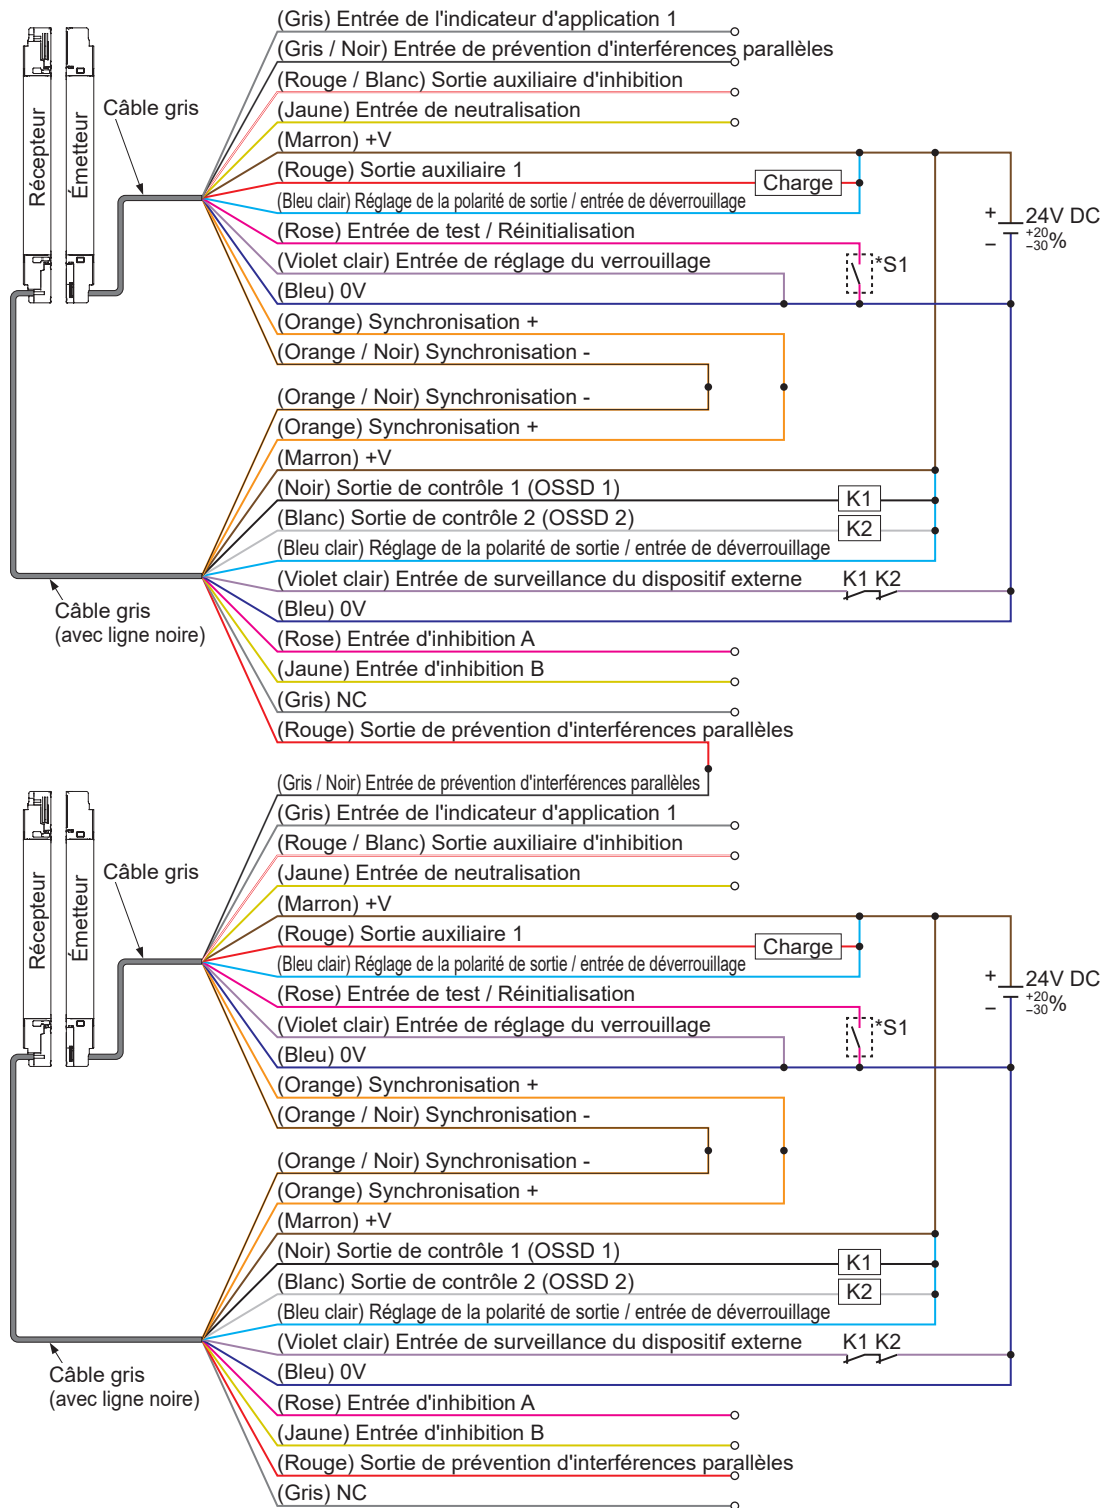 (Gris) Entrée de l'indicateur d'application 1
(Gris / Noir) Entrée de prévention d'interférences parallèles
(Rouge / Blanc) Sortie auxiliaire d'inhibition
(Jaune) Entrée de neutralisation
(Marron) +V
(Rouge) Sortie auxiliaire 1
Charge
(Bleu clair) Réglage de la polarité de sortie / entrée de déverrouillage
(Rose) Entrée de test / Réinitialisation
(Violet clair) Entrée de réglage du verrouillage
(Bleu) 0V
(Orange) Synchronisation +
(Orange / Noir) Synchronisation -
Récepteur
Émetteur
Câble gris
+
24V DC
+20
–30 %
–
*S1
(Orange / Noir) Synchronisation -
(Orange) Synchronisation +
(Marron) +V
(Noir) Sortie de contrôle 1 (OSSD 1)
K1
(Blanc) Sortie de contrôle 2 (OSSD 2)
K2
(Bleu clair) Réglage de la polarité de sortie / entrée de déverrouillage
(Violet clair) Entrée de surveillance du dispositif externe
K1 K2
(Bleu) 0V
(Rose) Entrée d'inhibition A
(Jaune) Entrée d'inhibition B
(Gris) NC
(Rouge) Sortie de prévention d'interférences parallèles
Câble gris
(avec ligne noire)
(Gris / Noir) Entrée de prévention d'interférences parallèles
(Gris) Entrée de l'indicateur d'application 1
(Rouge / Blanc) Sortie auxiliaire d'inhibition
(Jaune) Entrée de neutralisation
(Marron) +V
(Rouge) Sortie auxiliaire 1
Charge
(Bleu clair) Réglage de la polarité de sortie / entrée de déverrouillage
(Rose) Entrée de test / Réinitialisation
(Violet clair) Entrée de réglage du verrouillage
(Bleu) 0V
(Orange) Synchronisation +
(Orange / Noir) Synchronisation -
Récepteur
Émetteur
Câble gris
+
24V DC
+20
–30 %
–
*S1
(Orange / Noir) Synchronisation -
(Orange) Synchronisation +
(Marron) +V
(Noir) Sortie de contrôle 1 (OSSD 1)
K1
(Blanc) Sortie de contrôle 2 (OSSD 2)
K2
(Bleu clair) Réglage de la polarité de sortie / entrée de déverrouillage
(Violet clair) Entrée de surveillance du dispositif externe
K1 K2
(Bleu) 0V
(Rose) Entrée d'inhibition A
(Jaune) Entrée d'inhibition B
(Rouge) Sortie de prévention d'interférences parallèles
(Gris) NC
Câble gris
(avec ligne noire)